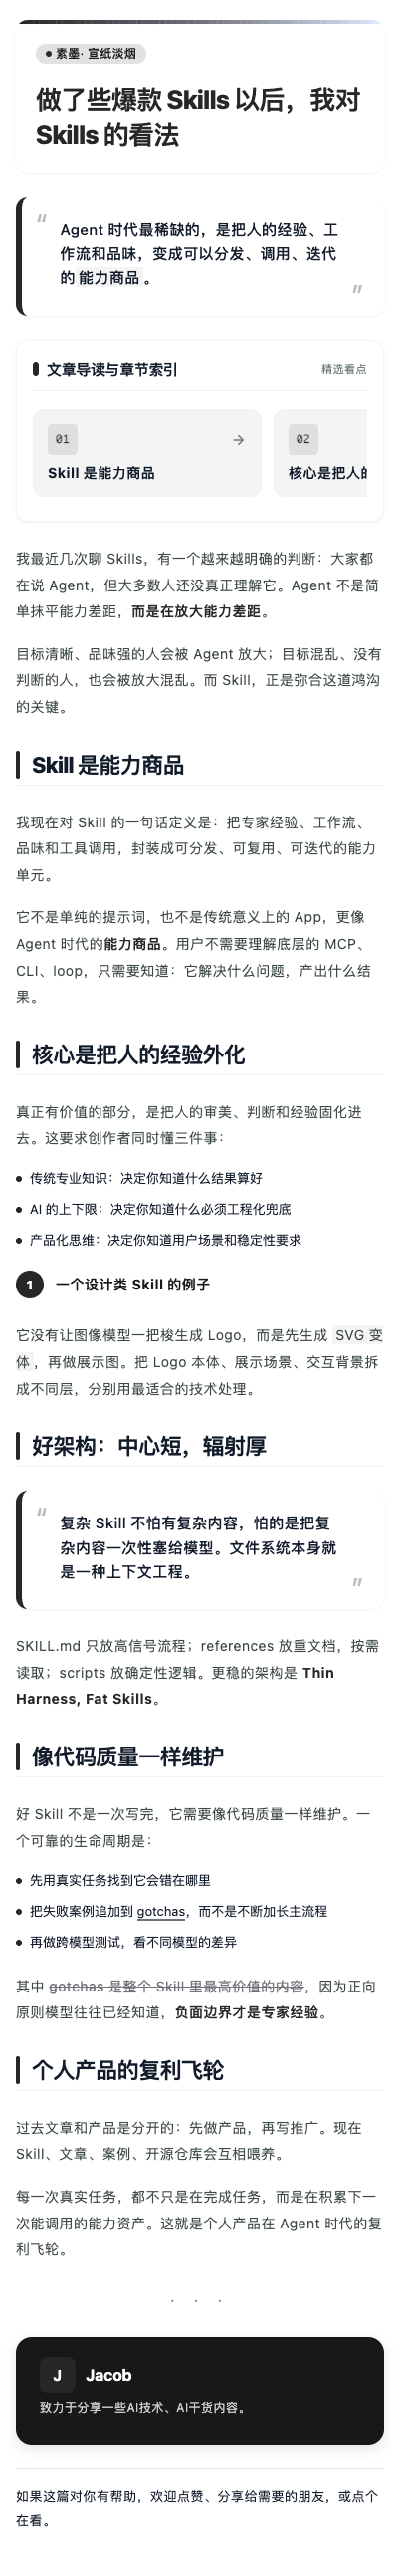 素墨· 宣纸淡烟
做了些爆款 Skills 以后，我对
Skills 的看法
“
Agent 时代最稀缺的，是把人的经验、工
作流和品味，变成可以分发、调用、迭代
的 能力商品 。
”
文章导读与章节索引 精选看点
01 → 02
Skill 是能力商品 核心是把人的
我最近几次聊 Skills，有一个越来越明确的判断：大家都
在说 Agent，但大多数人还没真正理解它。Agent 不是简
单抹平能力差距，而是在放大能力差距。
目标清晰、品味强的人会被 Agent 放大；目标混乱、没有
判断的人，也会被放大混乱。而 Skill，正是弥合这道鸿沟
的关键。
Skill 是能力商品
我现在对 Skill 的一句话定义是：把专家经验、工作流、
品味和工具调用，封装成可分发、可复用、可迭代的能力
单元。
它不是单纯的提示词，也不是传统意义上的 App，更像
Agent 时代的能力商品。用户不需要理解底层的 MCP、
CLI、loop，只需要知道：它解决什么问题，产出什么结
果。
核心是把人的经验外化
真正有价值的部分，是把人的审美、判断和经验固化进
去。这要求创作者同时懂三件事：
• 传统专业知识：决定你知道什么结果算好
• AI 的上下限：决定你知道什么必须工程化兜底
• 产品化思维：决定你知道用户场景和稳定性要求
1 一个设计类 Skill 的例子
它没有让图像模型一把梭生成 Logo，而是先生成 SVG 变
体 ，再做展示图。把 Logo 本体、展示场景、交互背景拆
成不同层，分别用最适合的技术处理。
好架构：中心短，辐射厚
“
复杂 Skill 不怕有复杂内容，怕的是把复
杂内容一次性塞给模型。文件系统本身就
是一种上下文工程。
”
SKILL.md 只放高信号流程；references 放重文档，按需
读取；scripts 放确定性逻辑。更稳的架构是 Thin
Harness, Fat Skills。
像代码质量一样维护
好 Skill 不是一次写完，它需要像代码质量一样维护。一
个可靠的生命周期是：
• 先用真实任务找到它会错在哪里
• 把失败案例追加到 gotchas，而不是不断加长主流程
• 再做跨模型测试，看不同模型的差异
其中 gotchas 是整个 Skill 里最高价值的内容，因为正向
原则模型往往已经知道，负面边界才是专家经验。
个人产品的复利飞轮
过去文章和产品是分开的：先做产品，再写推广。现在
Skill、文章、案例、开源仓库会互相喂养。
每一次真实任务，都不只是在完成任务，而是在积累下一
次能调用的能力资产。这就是个人产品在 Agent 时代的复
利飞轮。
· · ·
J Jacob
致力于分享一些AI技术、AI干货内容。
如果这篇对你有帮助，欢迎点赞、分享给需要的朋友，或点个
在看。